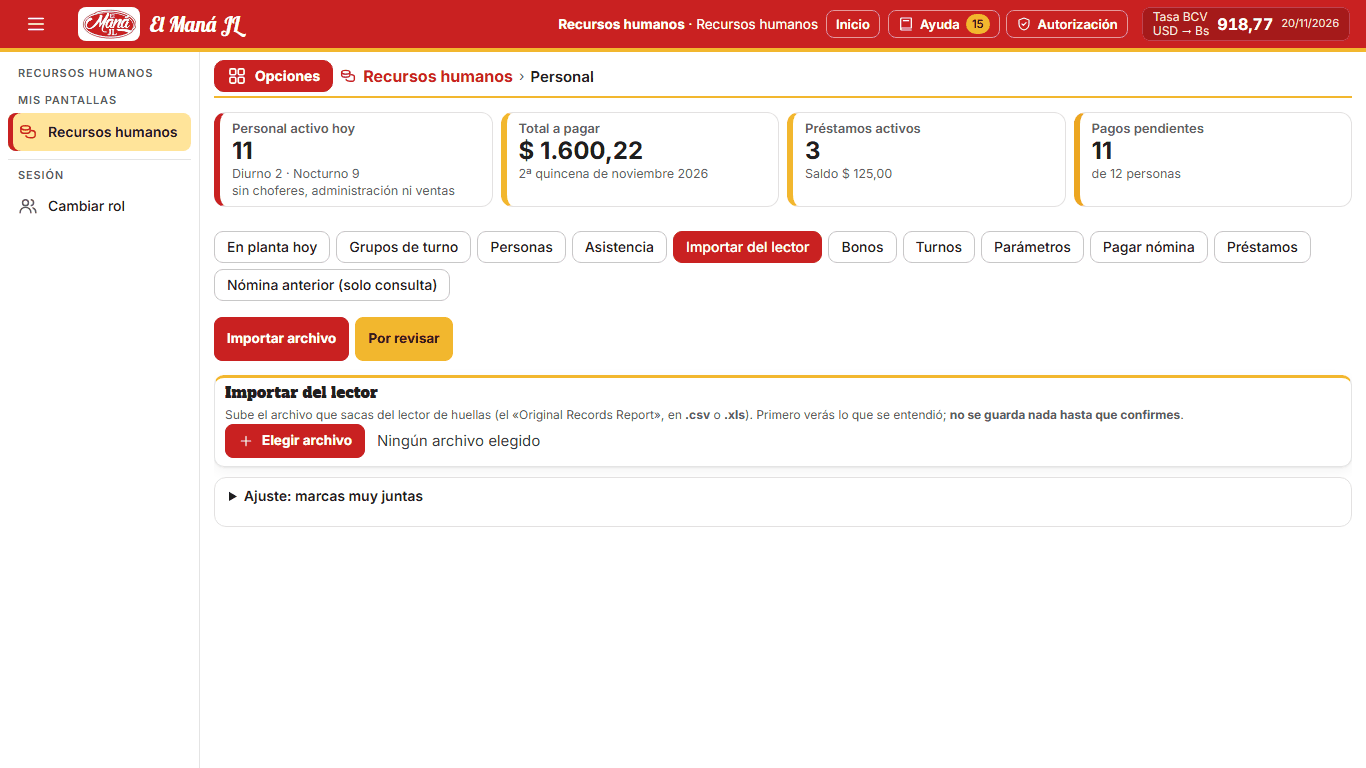 Maná
JL
El Maná JL
Recursos humanos · Recursos humanos
Inicio
Ayuda 15
Autorización
Tasa BCV
USD → Bs
918,77
20/11/2026
RECURSOS HUMANOS
MIS PANTALLAS
Recursos humanos
SESIÓN
Cambiar rol
Opciones
Recursos humanos › Personal
Personal activo hoy
11
Diurno 2 · Nocturno 9
sin choferes, administración ni ventas
Total a pagar
$ 1.600,22
2ª quincena de noviembre 2026
Préstamos activos
3
Saldo $ 125,00
Pagos pendientes
11
de 12 personas
En planta hoy
Grupos de turno
Personas
Asistencia
Importar del lector
Bonos
Turnos
Parámetros
Pagar nómina
Préstamos
Nómina anterior (solo consulta)
Importar archivo
Por revisar
Importar del lector
Sube el archivo que sacas del lector de huellas (el «Original Records Report», en .csv o .xls). Primero verás lo que se entendió; no se guarda nada hasta que confirmes.
+ Elegir archivo
Ningún archivo elegido
Ajuste: marcas muy juntas